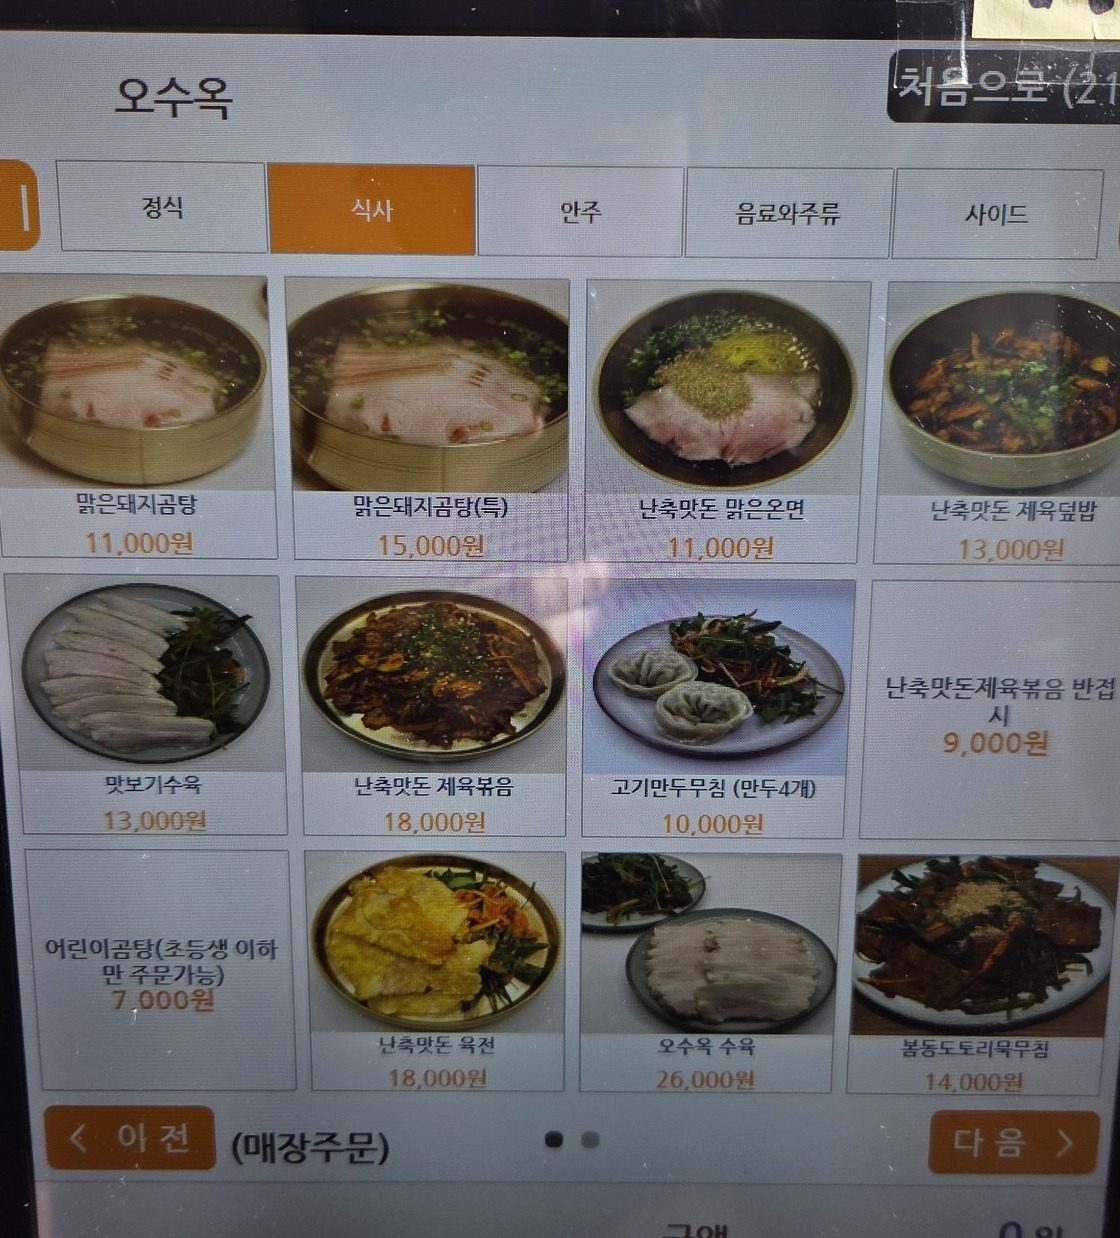 오수옥
처음으로 (21
정식
식사
안주
음료와주류
사이드
맑은돼지곰탕
11,000원
맑은돼지곰탕(특)
15,000원
난축맛돈 맑은온면
11,000원
난축맛돈 제육덮밥
13,000원
맛보기수육
13,000원
난축맛돈 제육볶음
18,000원
고기만두무침 (만두4개)
10,000원
난축맛돈제육볶음 반접
시
9,000원
어린이곰탕(초등생 이하
만 주문가능)
7,000원
난축맛돈 육전
18,000원
오수옥 수육
26,000원
봄동도토리묵무침
14,000원
< 이 전
(매장주문)
다 음 >
금액
0 원